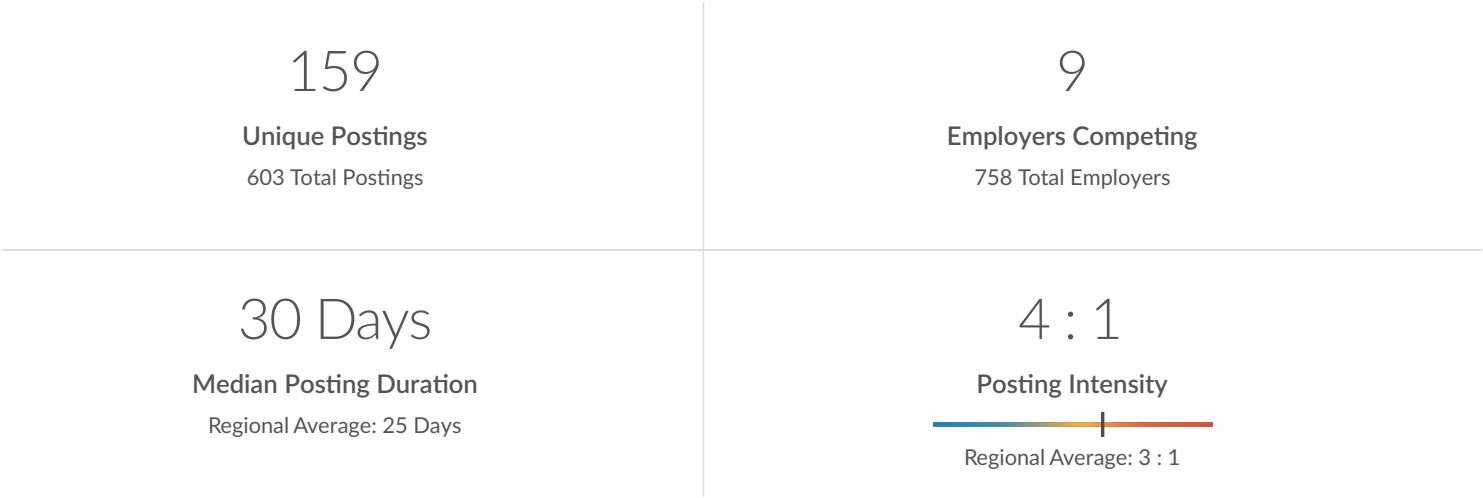 159
Unique Postings
603 Total Postings
9
Employers Competing
758 Total Employers
30 Days
Median Posting Duration
Regional Average: 25 Days
4 : 1
Posting Intensity
Regional Average: 3 : 1